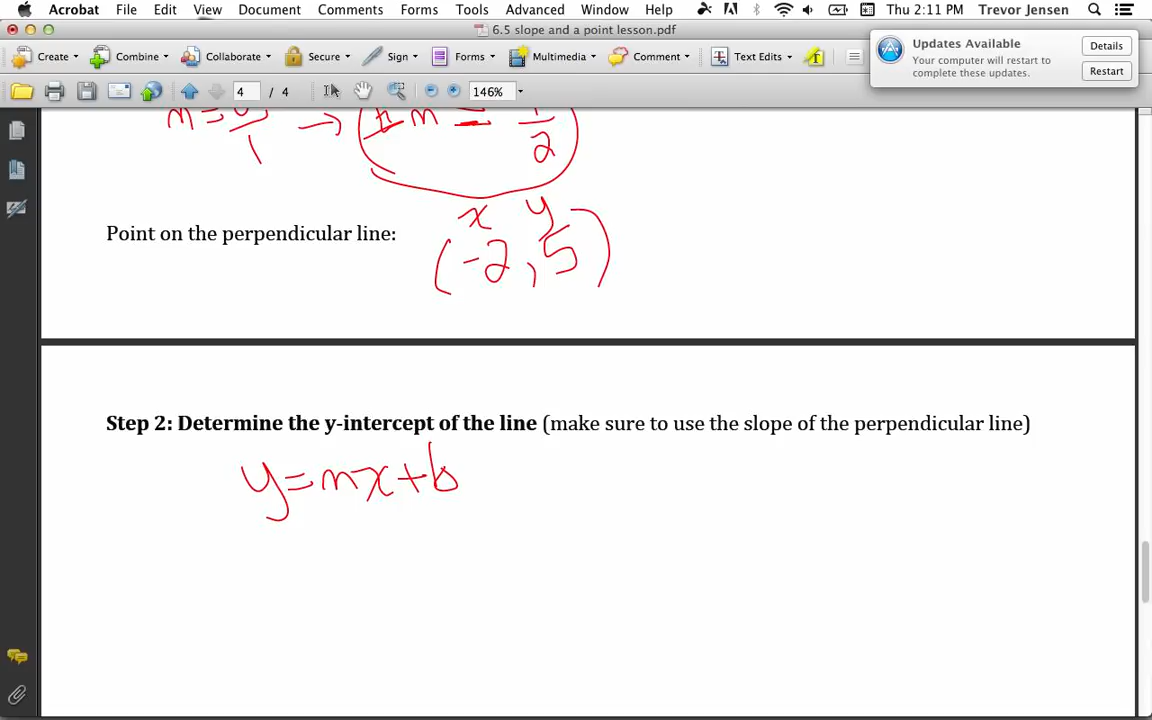 Acrobat File Edit View Document Comments Forms Tools Advanced Window Help Thu 2:11 PM Trevor Jensen
6.5 slope and a point lesson.pdf
Updates Available
Your computer will restart to complete these updates.
Details
Restart
Create Combine Collaborate Secure Sign Forms Multimedia Comment Text Edits
4 / 4 146%
m = 1 → m = 1/2
x y
Point on the perpendicular line: (-2, 5)
Step 2: Determine the y-intercept of the line (make sure to use the slope of the perpendicular line)
y=mx+b